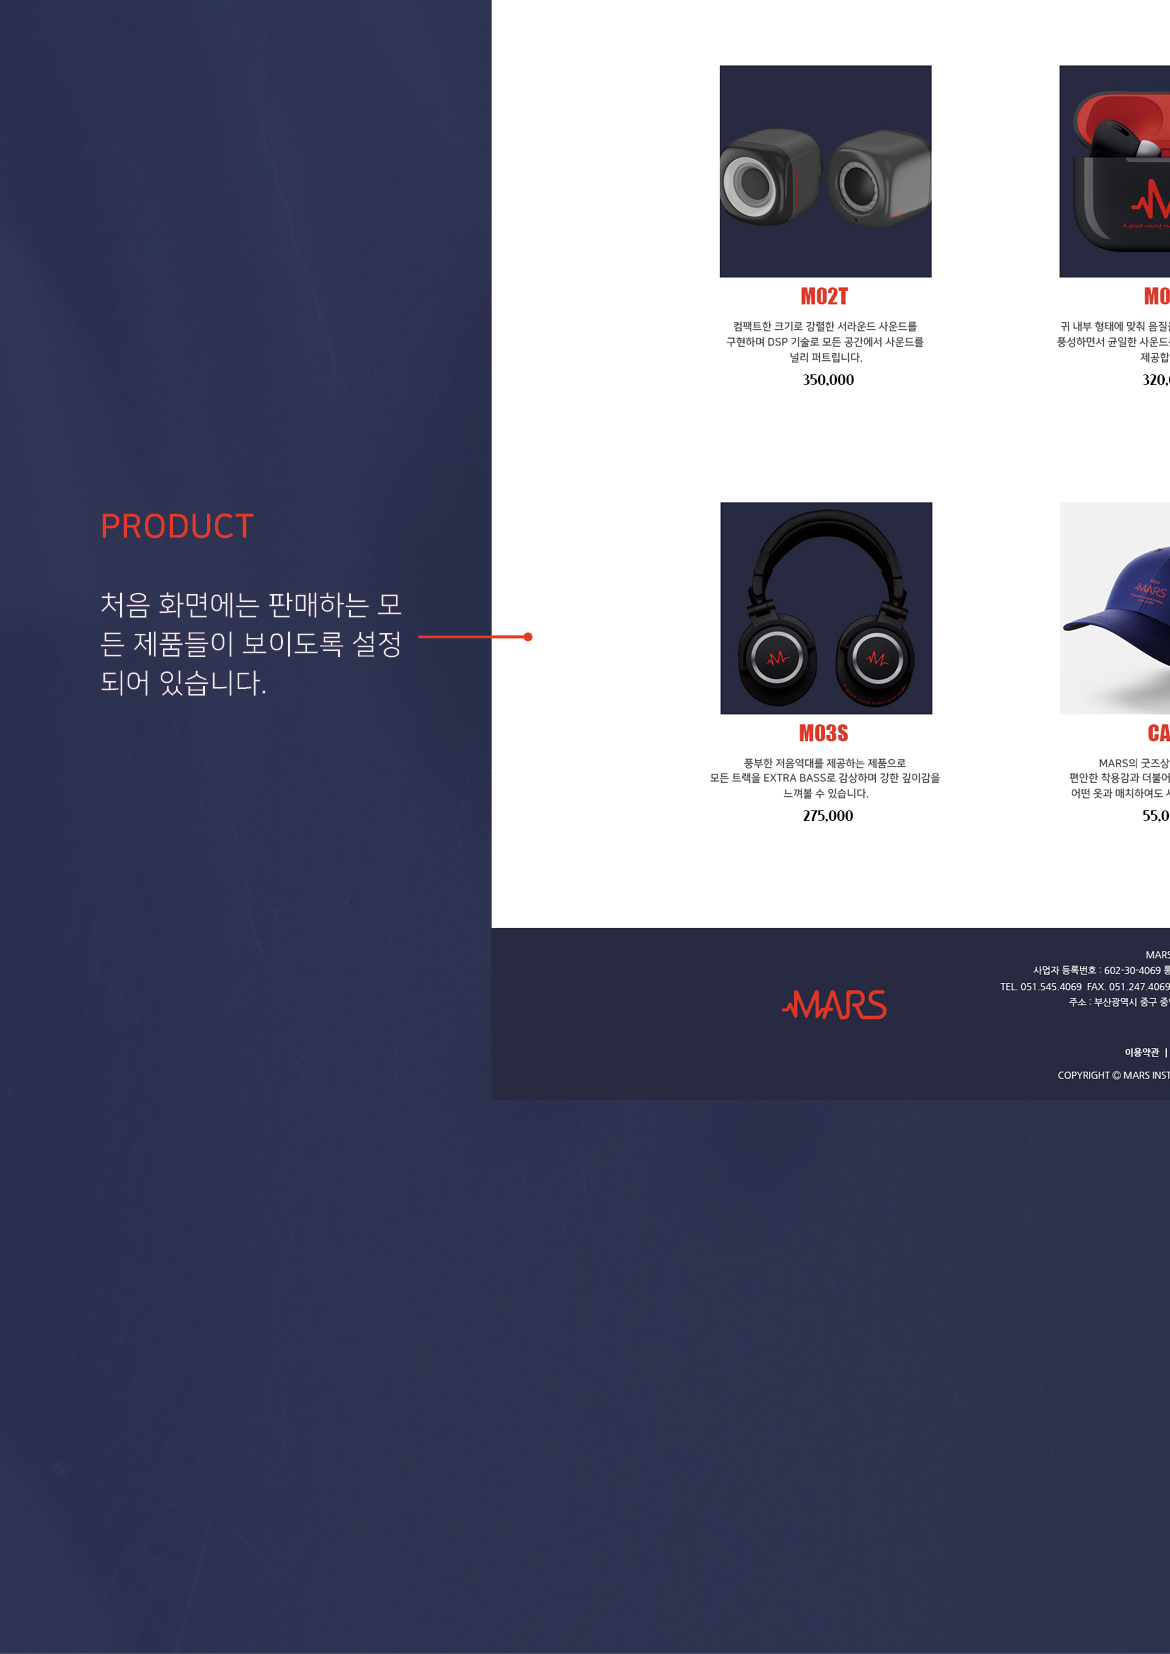 M02T
컴팩트한 크기로 강렬한 서라운드 사운드를
구현하며 DSP 기술로 모든 공간에서 사운드를
널리 퍼트립니다.
350,000
M0
귀 내부 형태에 맞춰 음질을
풍성하면서 균일한 사운드를
제공합
320,
PRODUCT
처음 화면에는 판매하는 모
든 제품들이 보이도록 설정
되어 있습니다.
MARS
M03S
풍부한 저음역대를 제공하는 제품으로
모든 트랙을 EXTRA BASS로 감상하며 강한 깊이감을
느껴볼 수 있습니다.
275,000
CA
MARS의 굿즈상
편안한 착용감과 더불어
어떤 옷과 매치하여도
55,0
MARS
MARS
사업자 등록번호 : 602-30-4069 통
TEL. 051.545.4069 FAX. 051.247.4069
주소 : 부산광역시 중구 중앙
이용약관 |
COPYRIGHT © MARS INST